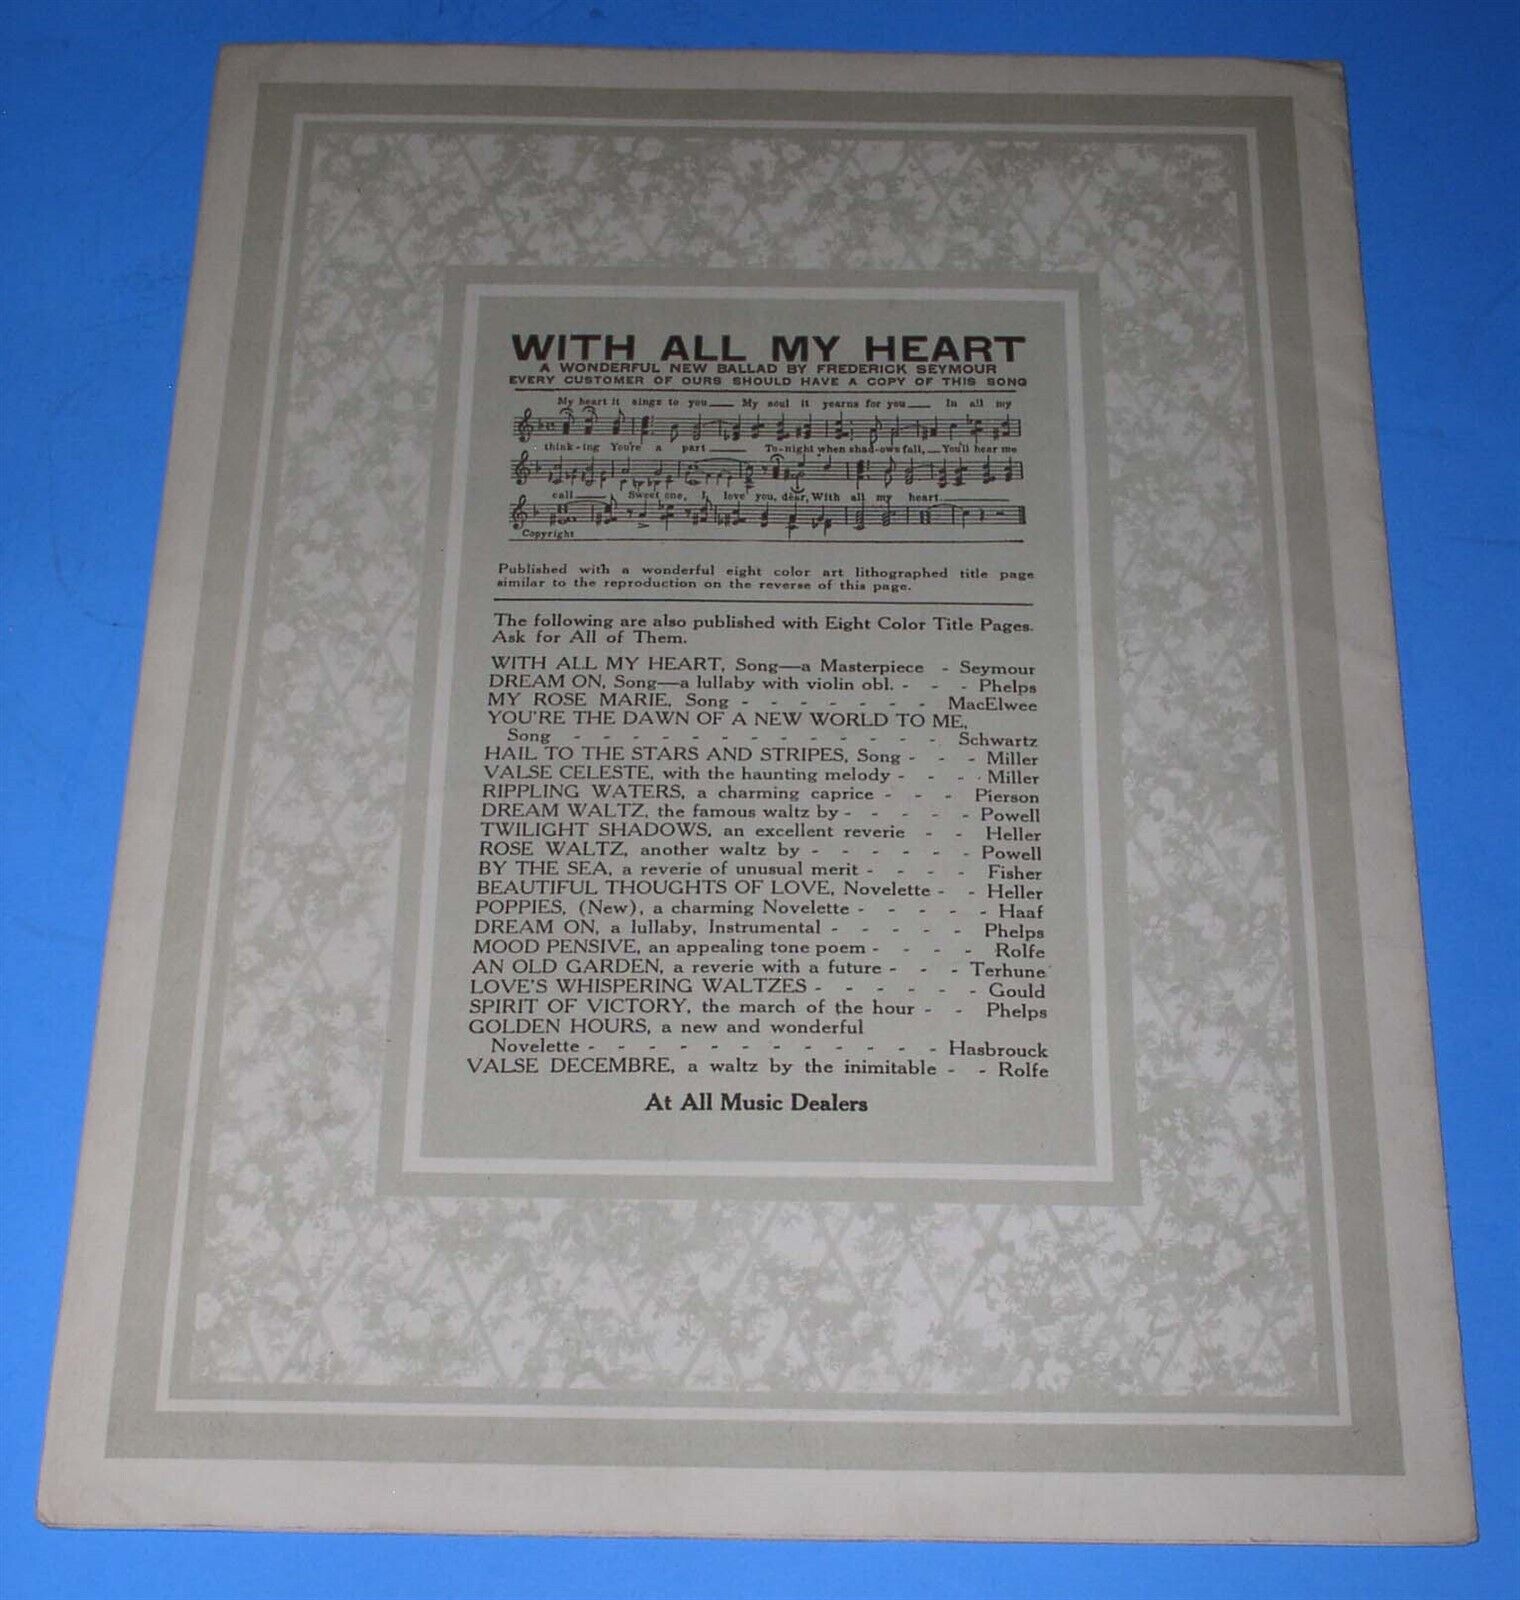 WITH ALL MY HEART
A WONDERFUL NEW BALLAD BY FREDERICK SEYMOUR
EVERY CUSTOMER OF OURS SHOULD HAVE A COPY OF THIS SONG
My heart it sings to you My soul it yearns for you In all my
think-ing You're a part To-night when shad-ows fall, You'll hear me
call Sweet one, I love you, dear, With all my heart.
Copyright
Published with a wonderful eight color art lithographed title page
similar to the reproduction on the reverse of this page.
The following are also published with Eight Color Title Pages.
Ask for All of Them.
WITH ALL MY HEART, Song—a Masterpiece - Seymour
DREAM ON, Song—a lullaby with violin obl. - - - Phelps
MY ROSE MARIE, Song - - - - - - - MacElwee
YOU'RE THE DAWN OF A NEW WORLD TO ME,
Song - - - - - - - - - - - - - Schwartz
HAIL TO THE STARS AND STRIPES, Song - - - Miller
VALSE CELESTE, with the haunting melody - - - - Miller
RIPPLING WATERS, a charming caprice - - - Pierson
DREAM WALTZ, the famous waltz by - - - - - Powell
TWILIGHT SHADOWS, an excellent reverie - - Heller
ROSE WALTZ, another waltz by - - - - - - Powell
BY THE SEA, a reverie of unusual merit - - - - Fisher
BEAUTIFUL THOUGHTS OF LOVE, Novelette - - Heller
POPPIES, (New), a charming Novelette - - - - - Haaf
DREAM ON, a lullaby, Instrumental - - - - - Phelps
MOOD PENSIVE, an appealing tone poem - - - - Rolfe
AN OLD GARDEN, a reverie with a future - - - Terhune
LOVE'S WHISPERING WALTZES - - - - - - Gould
SPIRIT OF VICTORY, the march of the hour - - Phelps
GOLDEN HOURS, a new and wonderful
Novelette - - - - - - - - - - - - Hasbrouck
VALSE DECEMBRE, a waltz by the inimitable - - Rolfe
At All Music Dealers